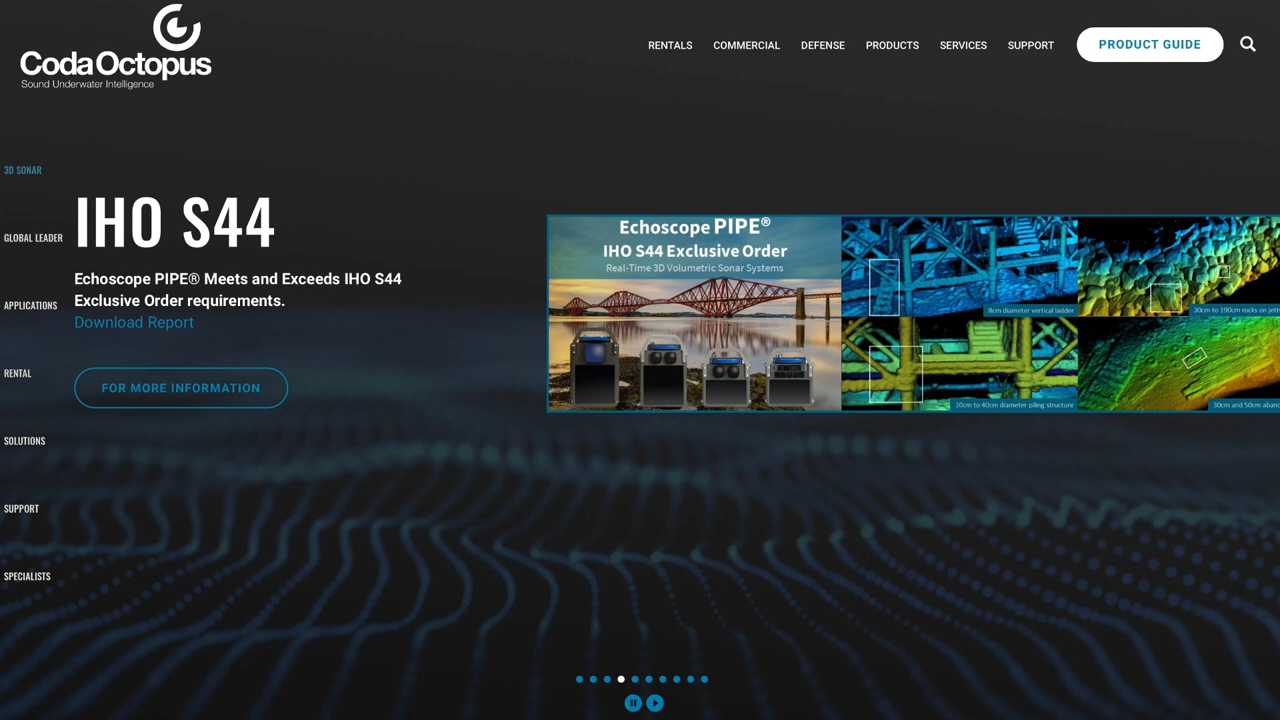 CodaOctopus
Sound Underwater Intelligence
RENTALS
COMMERCIAL
DEFENSE
PRODUCTS
SERVICES
SUPPORT
PRODUCT GUIDE
3D SONAR
GLOBAL LEADER
APPLICATIONS
RENTAL
SOLUTIONS
SUPPORT
SPECIALISTS
IHO S44
Echoscope PIPE® Meets and Exceeds IHO S44
Exclusive Order requirements.
Download Report
FOR MORE INFORMATION
Echoscope PIPE®
IHO S44 Exclusive Order
Real-Time 3D Volumetric Sonar Systems
8cm diameter vertical ladder
30cm to 190cm rocks on
10cm to 40cm diameter piling structure
30cm and 50cm